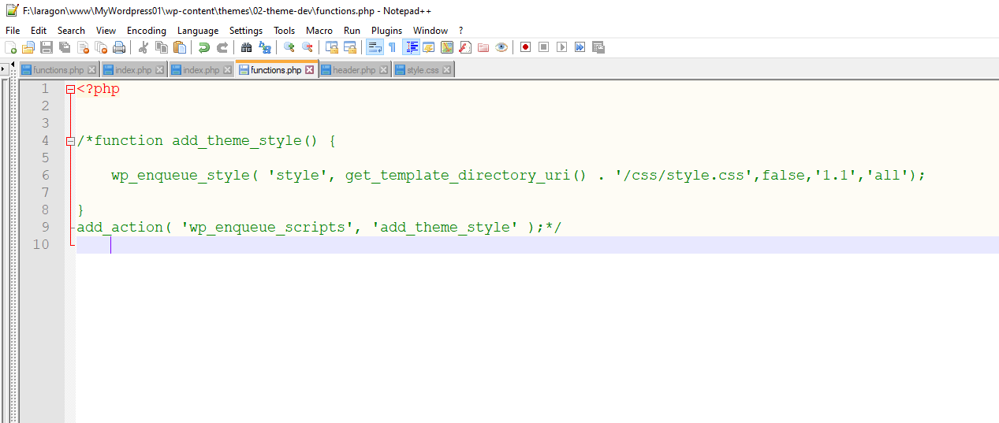 F:\laragon\www\MyWordpress01\wp-content\themes\02-theme-dev\functions.php - Notepad++
File Edit Search View Encoding Language Settings Tools Macro Run Plugins Window ?
functions.php index.php index.php functions.php header.php style.css
1 <?php
2
3
4 /*function add_theme_style() {
5
6 wp_enqueue_style( 'style', get_template_directory_uri() . '/css/style.css',false,'1.1','all');
7
8 }
9 add_action( 'wp_enqueue_scripts', 'add_theme_style' );*/
10